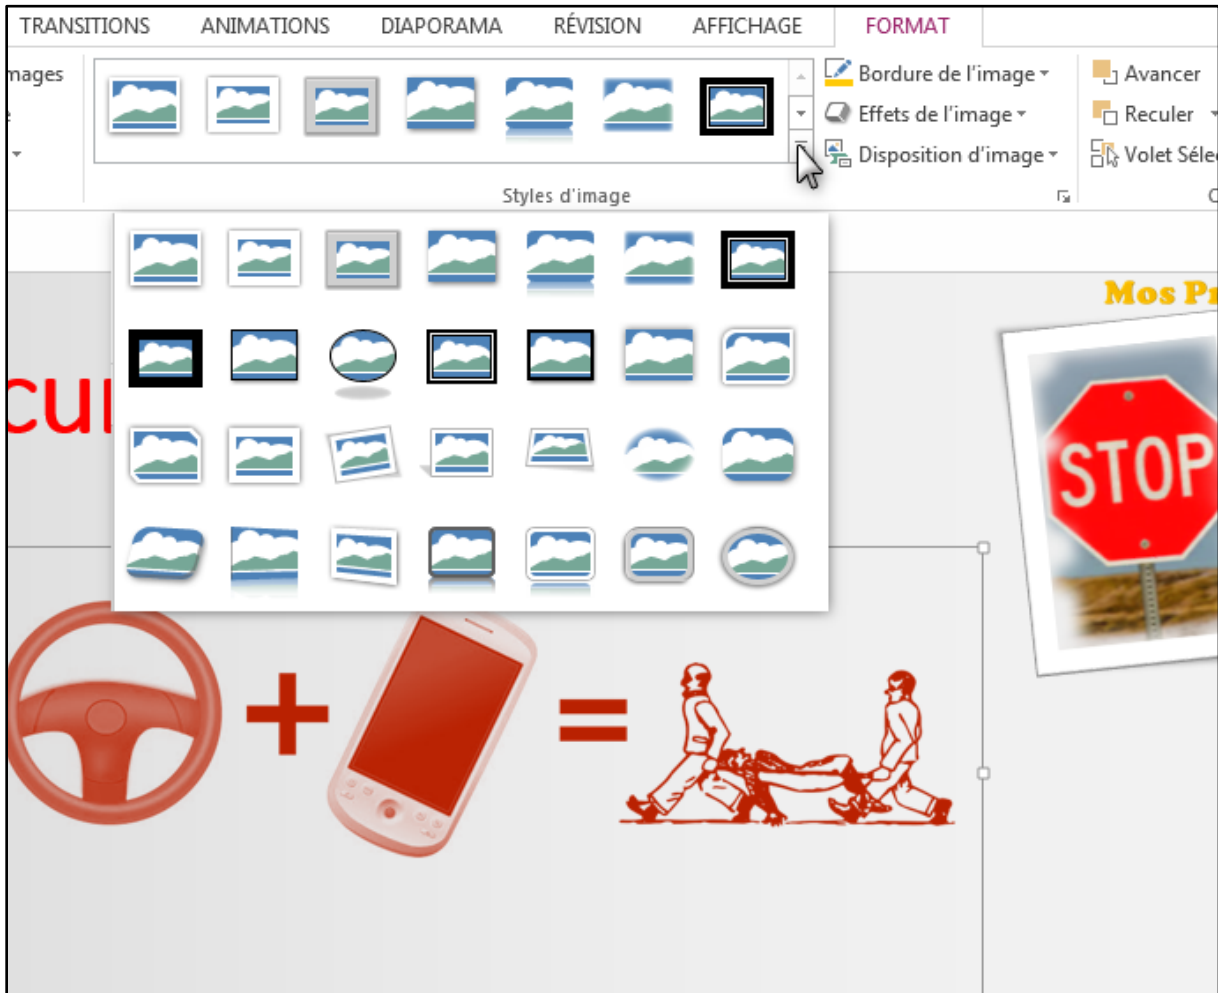 TRANSITIONS ANIMATIONS DIAPORAMA RÉVISION AFFICHAGE FORMAT
mages Bordure de l'image Avancer
Effets de l'image Reculer
Disposition d'image Volet Séle
Styles d'image
Mos Pr
cur
STOP